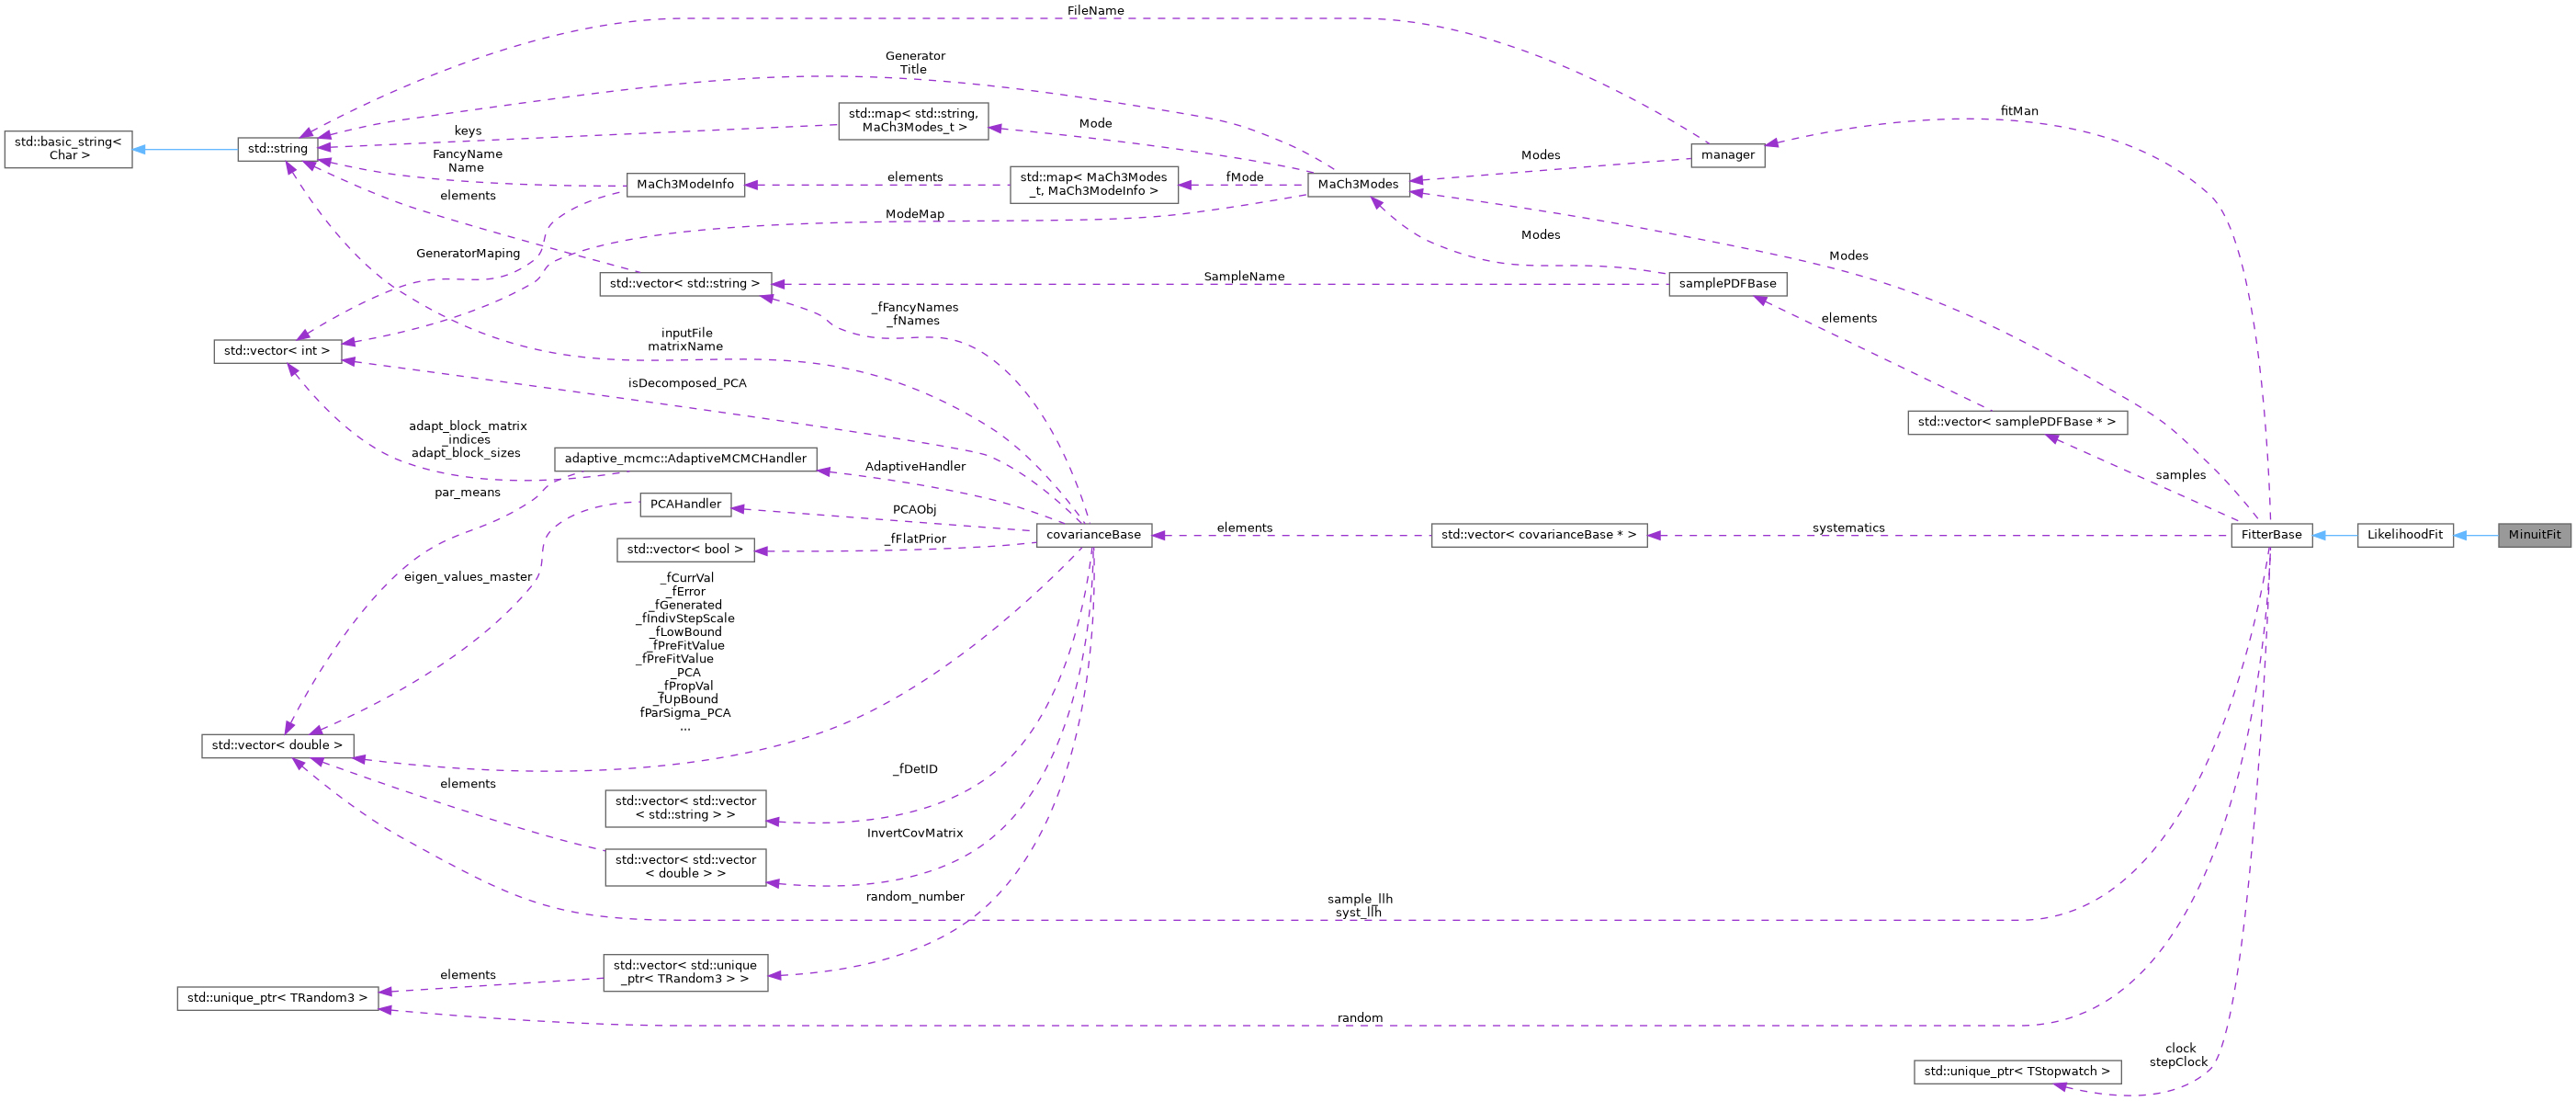 FileName
Generator
Title
fitMan
std::map< std::string,
MaCh3Modes_t >
Mode
keys
std::basic_string<
Char >
std::string
FancyName
Name
Modes
manager
MaCh3ModeInfo
elements
std::map< MaCh3Modes
_t, MaCh3ModeInfo >
fMode
MaCh3Modes
elements
ModeMap
Modes
GeneratorMaping
Modes
std::vector< std::string >
SampleName
samplePDFBase
_fFancyNames
_fNames
elements
inputFile
matrixName
std::vector< int >
isDecomposed_PCA
adapt_block_matrix
_indices
adapt_block_sizes
std::vector< samplePDFBase * >
adaptive_mcmc::AdaptiveMCMCHandler
AdaptiveHandler
samples
par_means
PCAHandler
PCAObj
covarianceBase
elements
std::vector< covarianceBase * >
systematics
FitterBase
LikelihoodFit
MinuitFit
std::vector< bool >
_fFlatPrior
eigen_values_master
_fCurrVal
_fError
_fGenerated
_fIndivStepScale
_fLowBound
_fPreFitValue
_fPreFitValue
_PCA
_fPropVal
_fUpBound
fParSigma_PCA
...
std::vector< double >
_fDetID
elements
std::vector< std::vector
< std::string > >
InvertCovMatrix
std::vector< std::vector
< double > >
random_number
sample_llh
syst_llh
std::vector< std::unique
_ptr< TRandom3 > >
elements
std::unique_ptr< TRandom3 >
random
clock
stepClock
std::unique_ptr< TStopwatch >